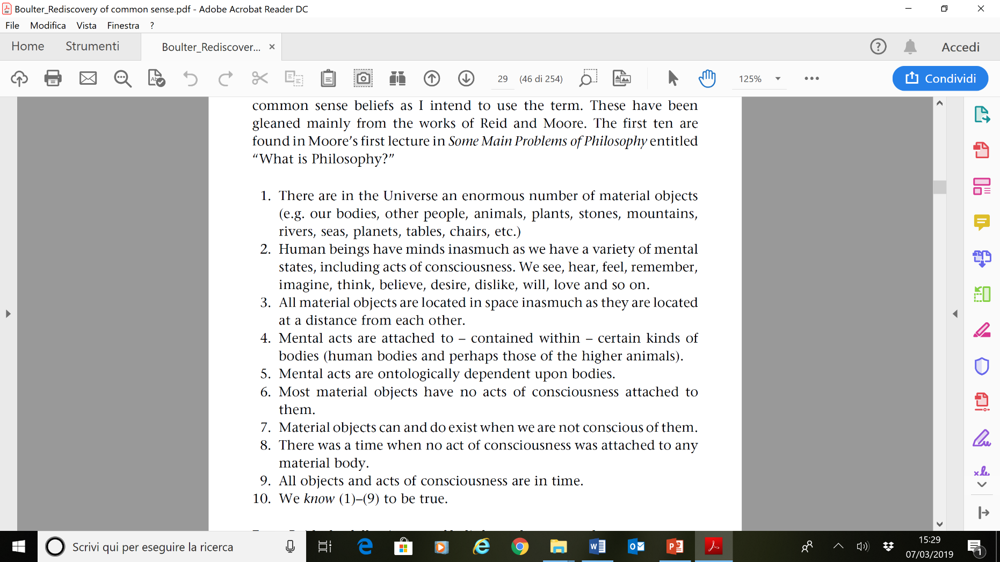 Boulter_Rediscovery of common sense.pdf - Adobe Acrobat Reader DC
File Modifica Vista Finestra ?
Home Strumenti Boulter_Rediscover... × Accedi
29 (46 di 254) 125% Condividi
common sense beliefs as I intend to use the term. These have been
gleaned mainly from the works of Reid and Moore. The first ten are
found in Moore's first lecture in Some Main Problems of Philosophy entitled
“What is Philosophy?”
1. There are in the Universe an enormous number of material objects
(e.g. our bodies, other people, animals, plants, stones, mountains,
rivers, seas, planets, tables, chairs, etc.)
2. Human beings have minds inasmuch as we have a variety of mental
states, including acts of consciousness. We see, hear, feel, remember,
imagine, think, believe, desire, dislike, will, love and so on.
3. All material objects are located in space inasmuch as they are located
at a distance from each other.
4. Mental acts are attached to – contained within – certain kinds of
bodies (human bodies and perhaps those of the higher animals).
5. Mental acts are ontologically dependent upon bodies.
6. Most material objects have no acts of consciousness attached to
them.
7. Material objects can and do exist when we are not conscious of them.
8. There was a time when no act of consciousness was attached to any
material body.
9. All objects and acts of consciousness are in time.
10. We know (1)–(9) to be true.
Scrivi qui per eseguire la ricerca
15:29
07/03/2019
1